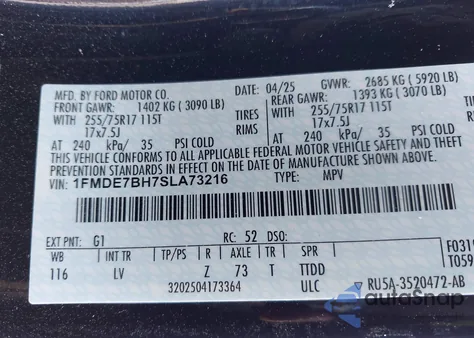 MFD. BY FORD MOTOR CO. 04/25 GVWR: 2685 KG (5920 LB)
FRONT GAWR: 1402 KG (3090 LB) REAR GAWR: 1393 KG (3070 LB)
WITH 255/75R17 115T TIRES WITH 255/75R17 115T
17x7.5J RIMS 17x7.5J
AT 240 kPa/ 35 PSI COLD AT 240 kPa/ 35 PSI COLD
THIS VEHICLE CONFORMS TO ALL APPLICABLE FEDERAL MOTOR VEHICLE SAFETY AND THEFT
PREVENTION STANDARDS IN EFFECT ON THE DATE OF MANUFACTURE SHOWN ABOVE.
VIN: 1FMDE7BH7SLA73216 TYPE: MPV
EXT PNT: G1 RC: 52 DSO:
WB INT TR TP/PS R AXLE TR SPR
116 LV Z 73 T TTDD
3202504173364 ULC
RU5A-3520472-AB
autoSnap